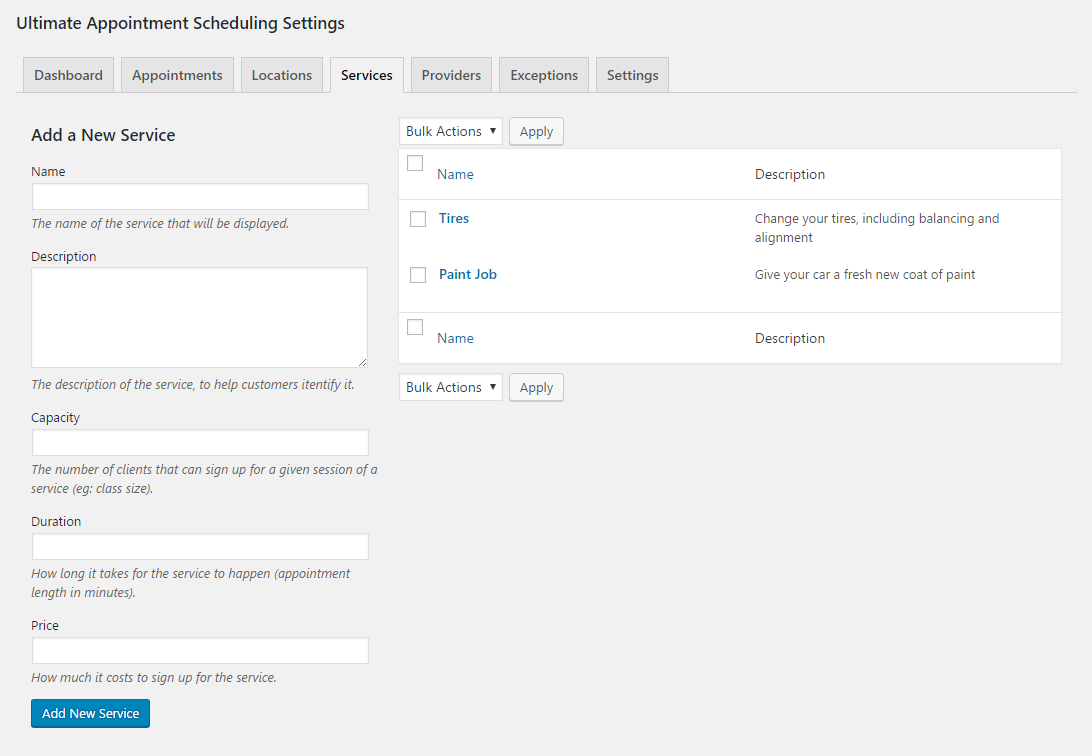 Ultimate Appointment Scheduling Settings
Dashboard Appointments Locations Services Providers Exceptions Settings
Add a New Service
Name
The name of the service that will be displayed.
Description
The description of the service, to help customers itentify it.
Capacity
The number of clients that can sign up for a given session of a
service (eg: class size).
Duration
How long it takes for the service to happen (appointment
length in minutes).
Price
How much it costs to sign up for the service.
Add New Service
Bulk Actions Apply
Name Description
Tires Change your tires, including balancing and
alignment
Paint Job Give your car a fresh new coat of paint
Name Description
Bulk Actions Apply